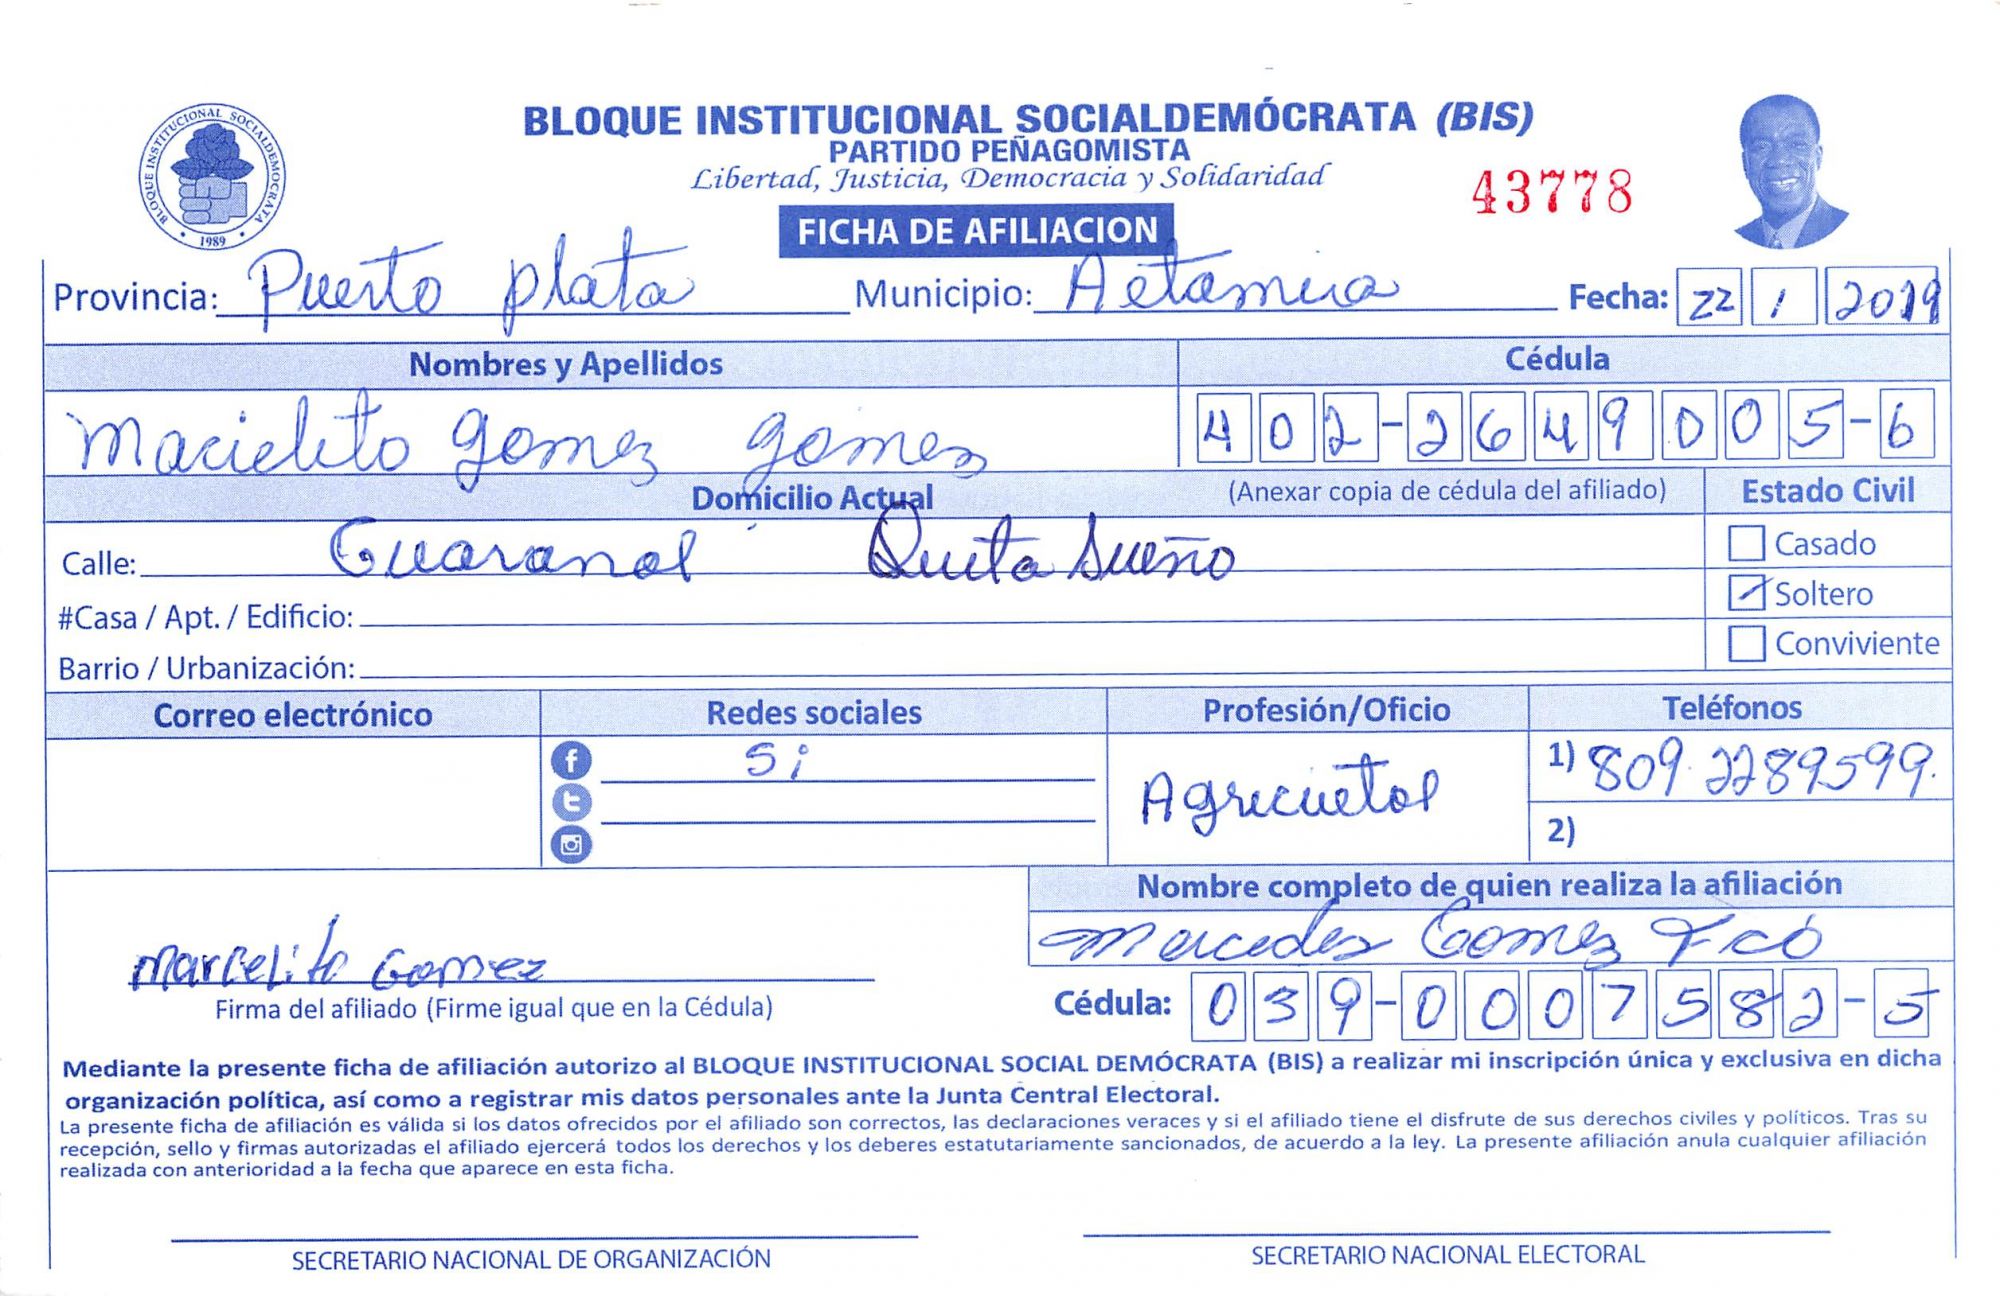 BLOQUE INSTITUCIONAL SOCIALDEMÓCRATA (BIS)
PARTIDO PEÑAGOMISTA
Libertad, Justicia, Democracia y Solidaridad
43778
BLOQUE INSTITUCIONAL SOCIALDEMOCRATA
1989
FICHA DE AFILIACION
Provincia: Puerto plata Municipio: Aetamira Fecha: 22 1 2019
Nombres y Apellidos Cédula
Macielito gomez gomez 402-2649005-6
Domicilio Actual (Anexar copia de cédula del afiliado) Estado Civil
Calle: Guaranal Quita Sueño Casado
#Casa / Apt. / Edificio: Soltero
Barrio / Urbanización: Conviviente
Correo electrónico Redes sociales Profesión/Oficio Teléfonos
Si Agricuetol 1) 809.2289599.
2)
Nombre completo de quien realiza la afiliación
Mercedes Gomez Fcó
Marcelito Gomez
Firma del afiliado (Firme igual que en la Cédula) Cédula: 039-0007582-5
Mediante la presente ficha de afiliación autorizo al BLOQUE INSTITUCIONAL SOCIAL DEMÓCRATA (BIS) a realizar mi inscripción única y exclusiva en dicha
organización política, así como a registrar mis datos personales ante la Junta Central Electoral.
La presente ficha de afiliación es válida si los datos ofrecidos por el afiliado son correctos, las declaraciones veraces y si el afiliado tiene el disfrute de sus derechos civiles y políticos. Tras su
recepción, sello y firmas autorizadas el afiliado ejercerá todos los derechos y los deberes estatutariamente sancionados, de acuerdo a la ley. La presente afiliación anula cualquier afiliación
realizada con anterioridad a la fecha que aparece en esta ficha.
SECRETARIO NACIONAL DE ORGANIZACIÓN SECRETARIO NACIONAL ELECTORAL